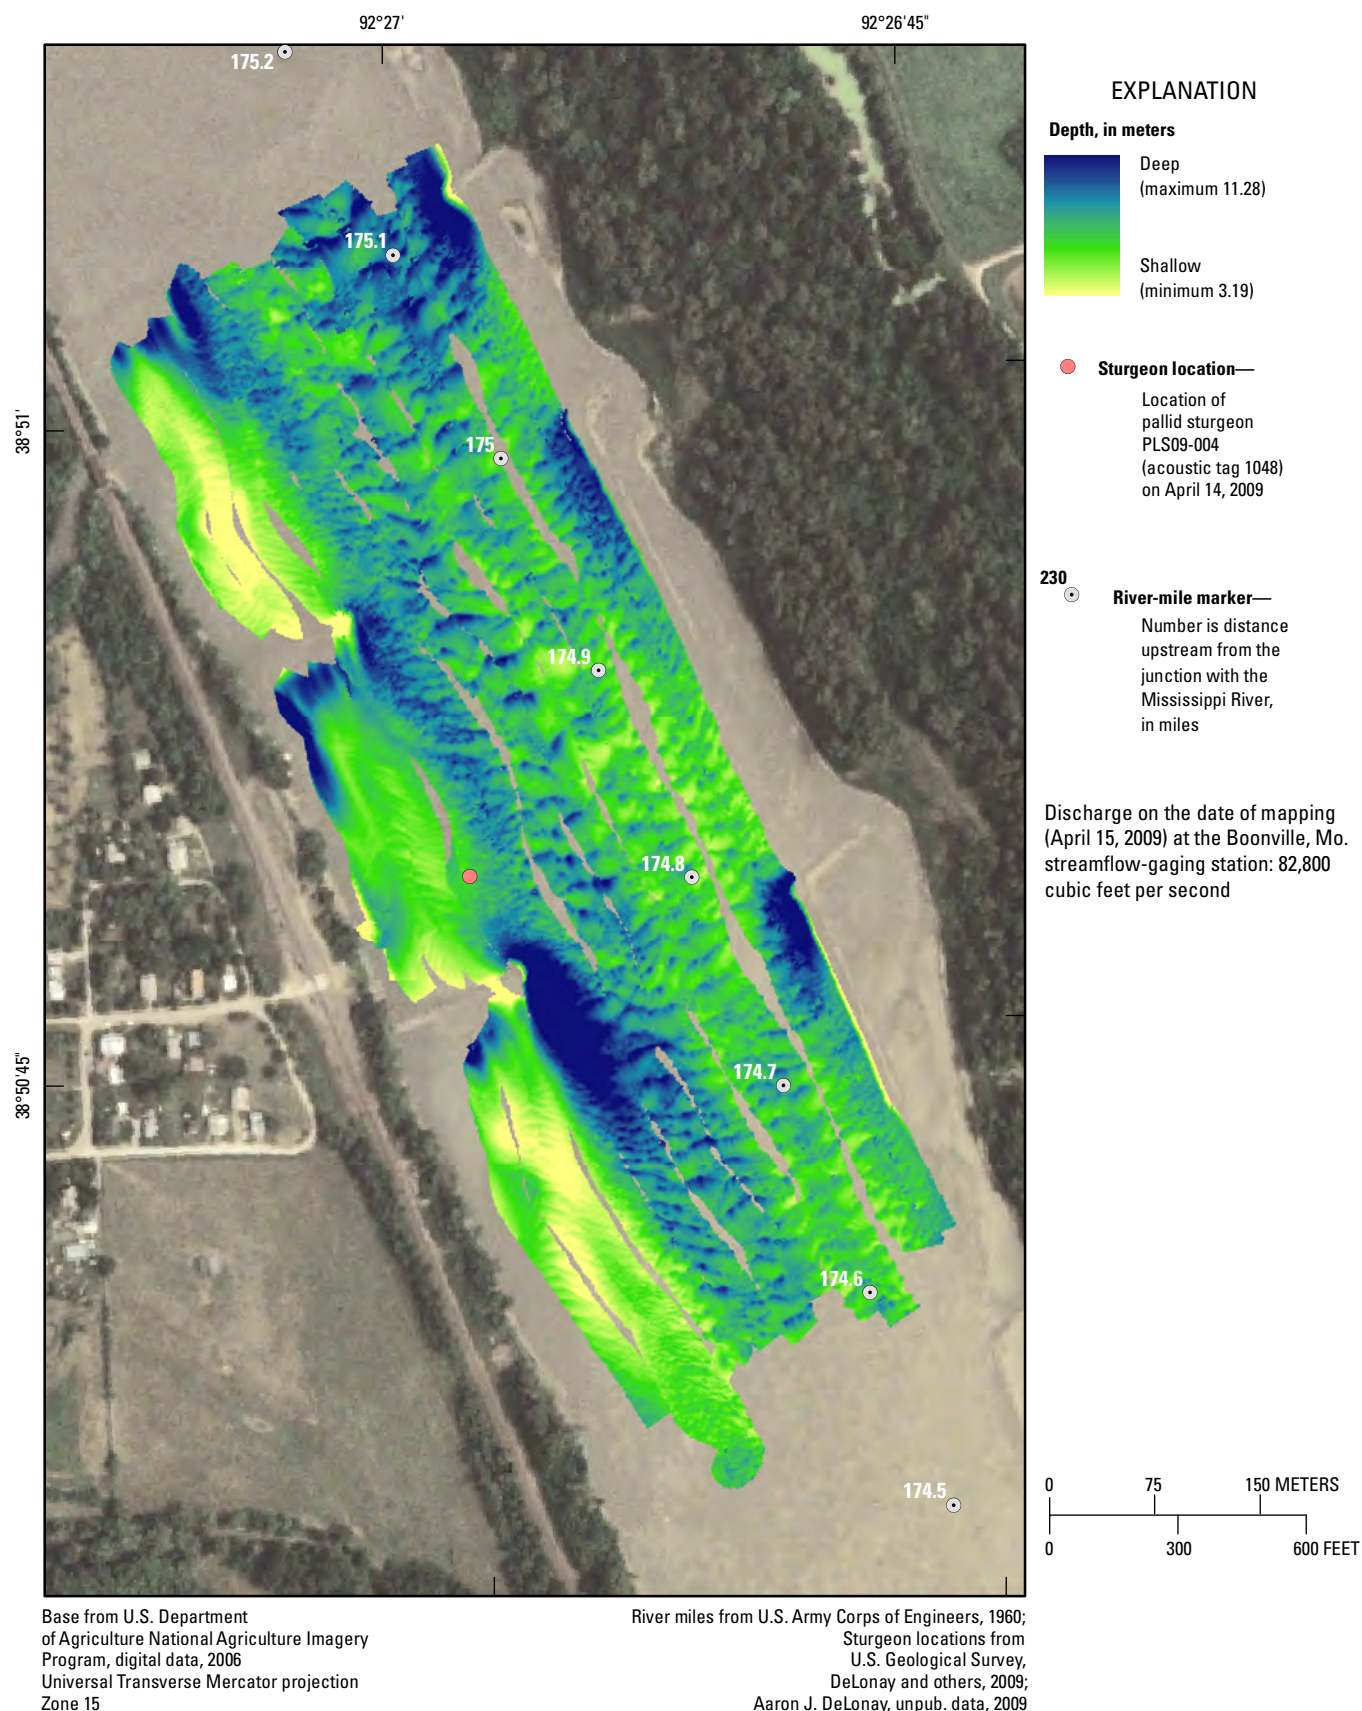 92°27'
92°26'45"
175.2
175.1
38°51'
175
174.9
174.8
38°50'45"
174.7
174.6
174.5
EXPLANATION
Depth, in meters
Deep
(maximum 11.28)
Shallow
(minimum 3.19)
Sturgeon location—
Location of
pallid sturgeon
PLS09-004
(acoustic tag 1048)
on April 14, 2009
230
River-mile marker—
Number is distance
upstream from the
junction with the
Mississippi River,
in miles
Discharge on the date of mapping
(April 15, 2009) at the Boonville, Mo.
streamflow-gaging station: 82,800
cubic feet per second
0 75 150 METERS
0 300 600 FEET
Base from U.S. Department
of Agriculture National Agriculture Imagery
Program, digital data, 2006
Universal Transverse Mercator projection
Zone 15
River miles from U.S. Army Corps of Engineers, 1960;
Sturgeon locations from
U.S. Geological Survey,
DeLonay and others, 2009;
Aaron J. DeLonay, unpub. data, 2009